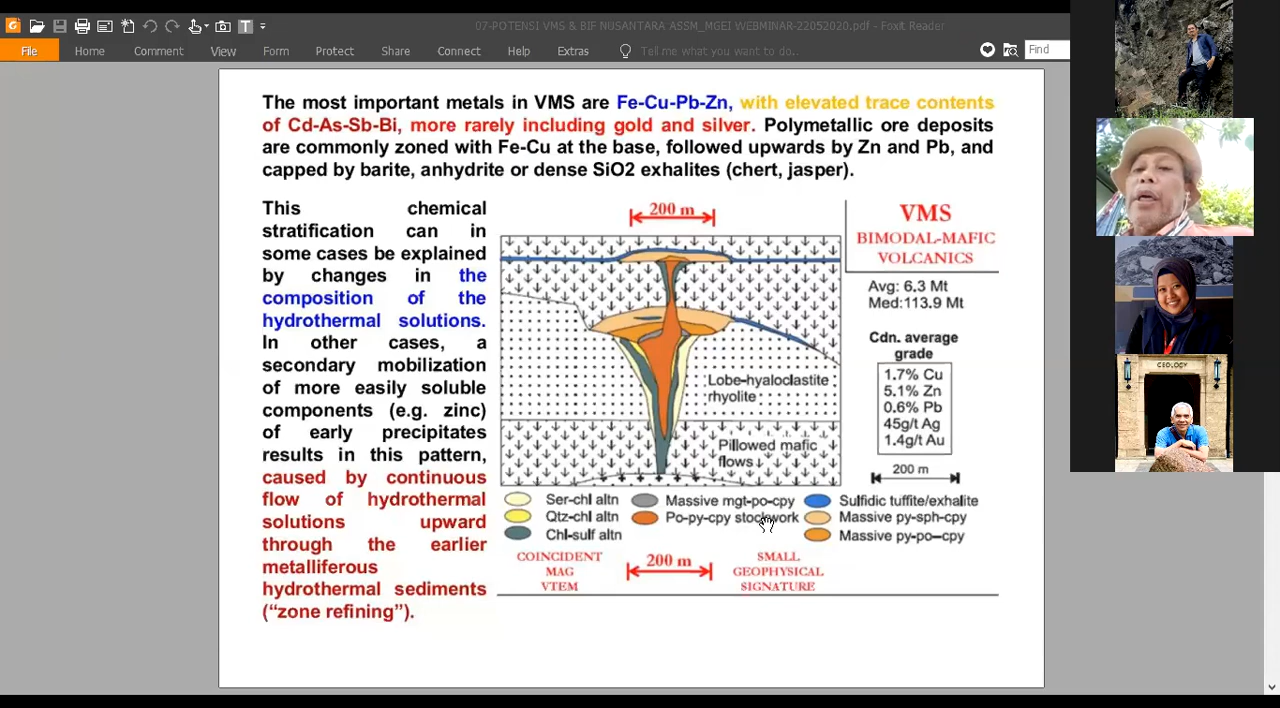 07-POTENSI VMS & BIF NUSANTARA ASSM_MGEI WEBMINAR-22052020.pdf - Foxit Reader
File Home Comment View Form Protect Share Connect Help Extras Tell me what you want to do.. Find
The most important metals in VMS are Fe-Cu-Pb-Zn, with elevated trace contents
of Cd-As-Sb-Bi, more rarely including gold and silver. Polymetallic ore deposits
are commonly zoned with Fe-Cu at the base, followed upwards by Zn and Pb, and
capped by barite, anhydrite or dense SiO2 exhalites (chert, jasper).
This chemical
stratification can in
some cases be explained
by changes in the
composition of the
hydrothermal solutions.
In other cases, a
secondary mobilization
of more easily soluble
components (e.g. zinc)
of early precipitates
results in this pattern,
caused by continuous
flow of hydrothermal
solutions upward
through the earlier
metalliferous
hydrothermal sediments
(“zone refining”).
200 m
Lobe-hyaloclastite
rhyolite
Pillowed mafic
flows
VMS
BIMODAL-MAFIC
VOLCANICS
Avg: 6.3 Mt
Med:113.9 Mt
Cdn. average
grade
1.7% Cu
5.1% Zn
0.6% Pb
45g/t Ag
1.4g/t Au
200 m
Ser-chl altn
Qtz-chl altn
Chl-sulf altn
Massive mgt-po-cpy
Po-py-cpy stockwork
Sulfidic tuffite/exhalite
Massive py-sph-cpy
Massive py-po-cpy
COINCIDENT
MAG
VTEM
200 m
SMALL
GEOPHYSICAL
SIGNATURE
GEOLOGY